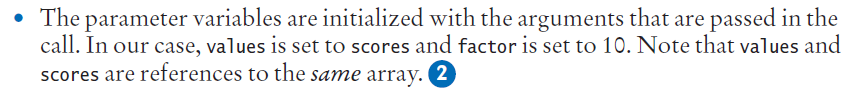 • The parameter variables are initialized with the arguments that are passed in the
call. In our case, values is set to scores and factor is set to 10. Note that values and
scores are references to the same array. 2